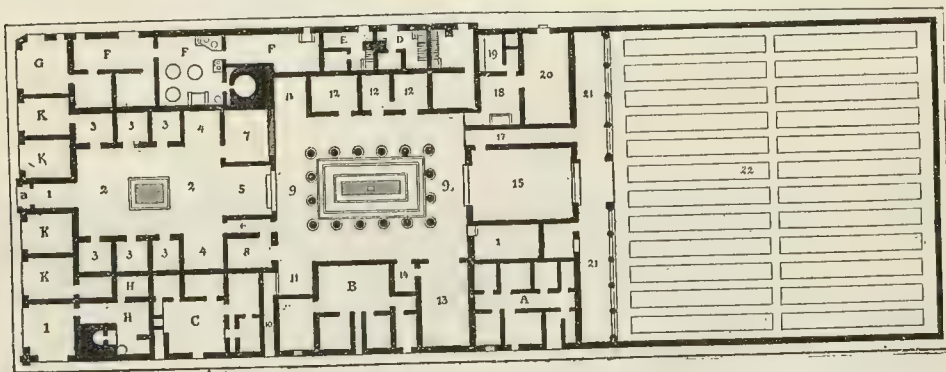 E D
G F F F 19 20
11 12 12 12 18 21
K 3 3 3 4 7
17
K
a 1 2 2 5 9 9 15 22
6
K 3 3 3 4 8 1 21
K H 11 B 14 13 A
1 H C 10